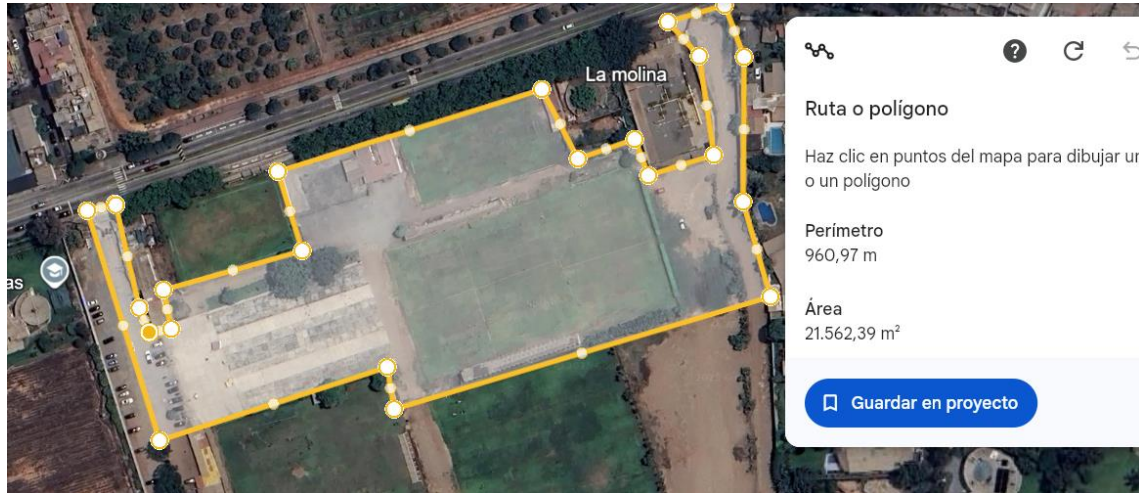 La molina
as
Ruta o polígono
Haz clic en puntos del mapa para dibujar un
o un polígono
Perímetro
960,97 m
Área
21.562,39 m²
Guardar en proyecto